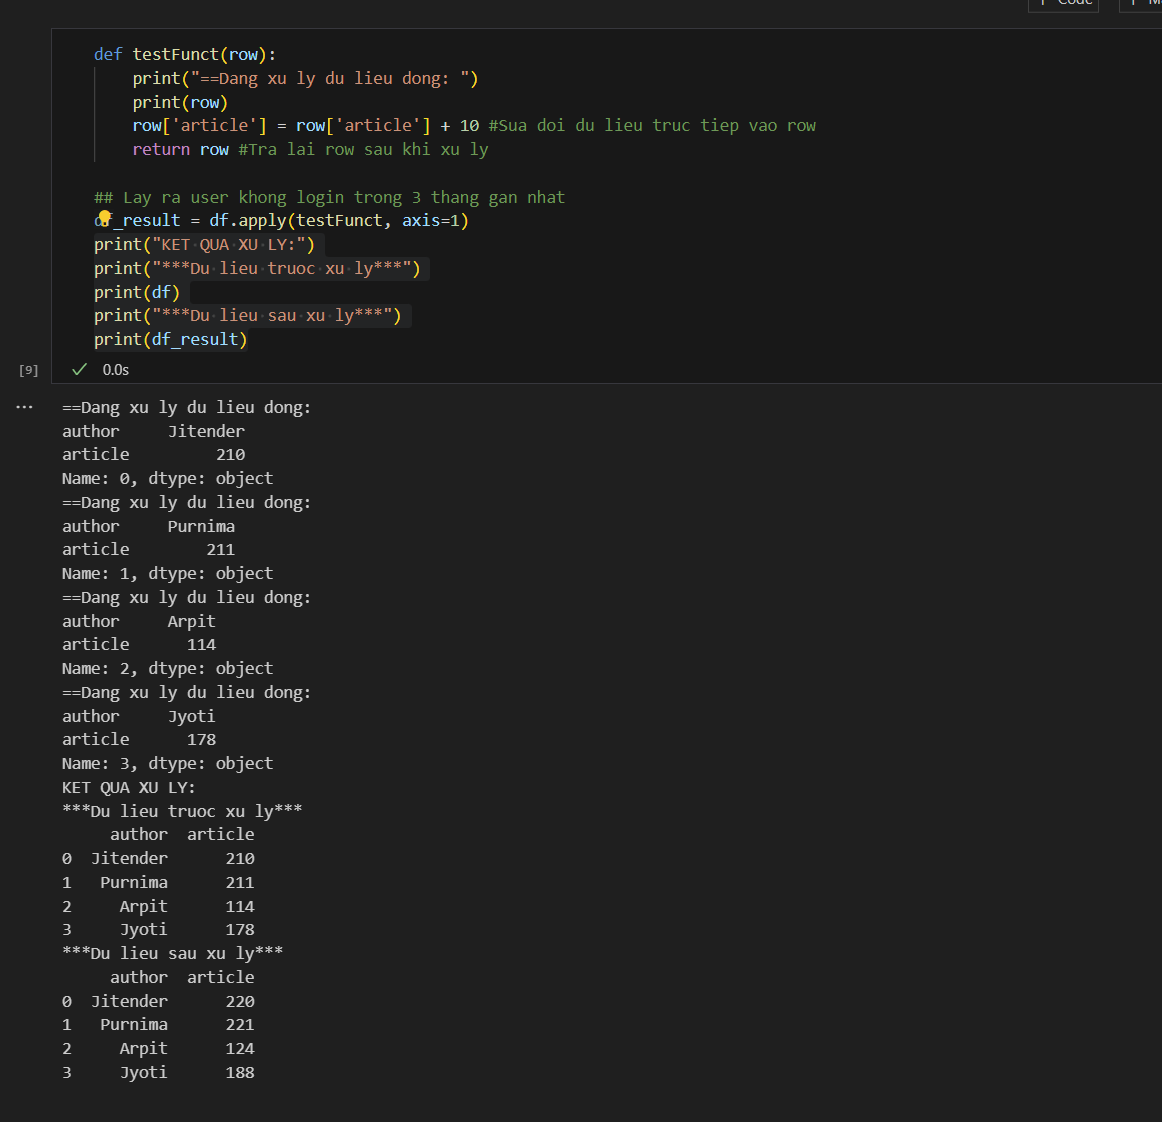 Code
def testFunct(row):
    print("==Dang xu ly du lieu dong: ")
    print(row)
    row['article'] = row['article'] + 10 #Sua doi du lieu truc tiep vao row
    return row #Tra lai row sau khi xu ly
## Lay ra user khong login trong 3 thang gan nhat
df_result = df.apply(testFunct, axis=1)
print("KET QUA XU LY:")
print("***Du lieu truoc xu ly***")
print(df)
print("***Du lieu sau xu ly***")
print(df_result)
[9] 0.0s
==Dang xu ly du lieu dong:
author     Jitender
article         210
Name: 0, dtype: object
==Dang xu ly du lieu dong:
author     Purnima
article        211
Name: 1, dtype: object
==Dang xu ly du lieu dong:
author     Arpit
article      114
Name: 2, dtype: object
==Dang xu ly du lieu dong:
author     Jyoti
article      178
Name: 3, dtype: object
KET QUA XU LY:
***Du lieu truoc xu ly***
     author  article
0  Jitender      210
1   Purnima      211
2     Arpit      114
3     Jyoti      178
***Du lieu sau xu ly***
     author  article
0  Jitender      220
1   Purnima      221
2     Arpit      124
3     Jyoti      188